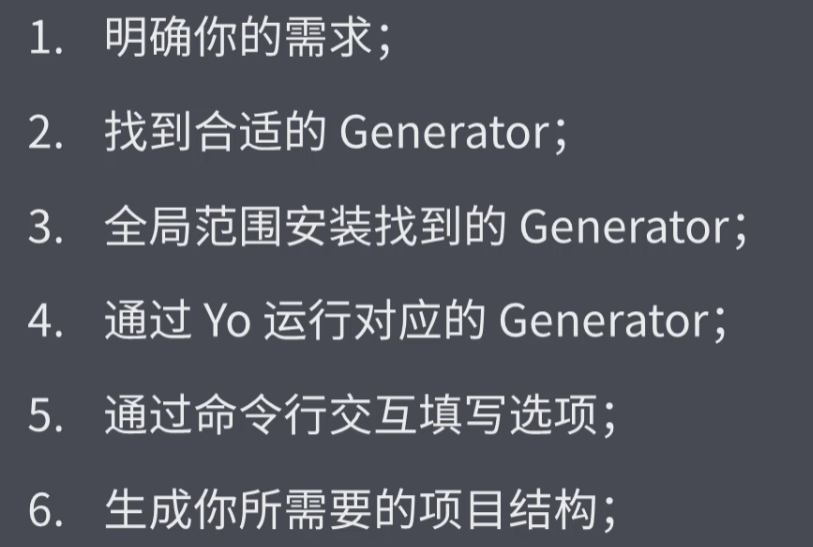 1. 明确你的需求；
2. 找到合适的 Generator；
3. 全局范围安装找到的 Generator；
4. 通过 Yo 运行对应的 Generator；
5. 通过命令行交互填写选项；
6. 生成你所需要的项目结构；